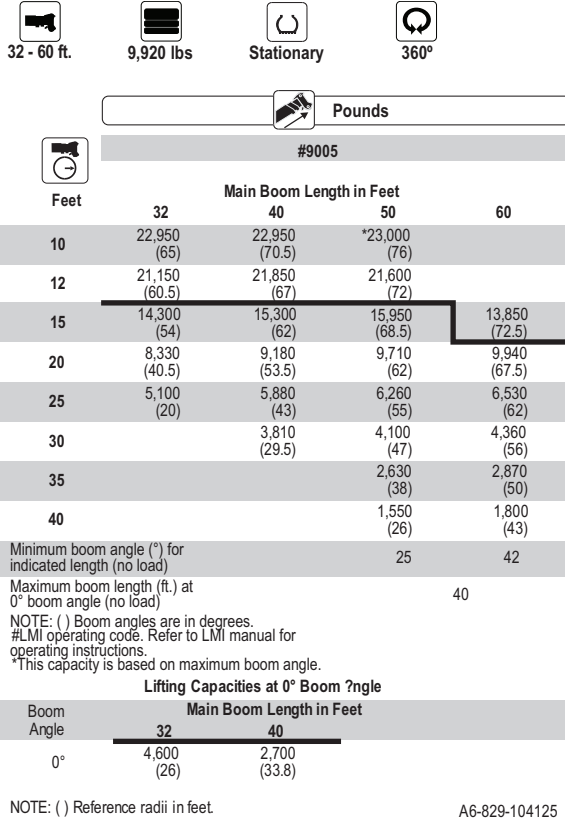 32 - 60 ft. 9,920 lbs Stationary 360º
Pounds
#9005
Feet
Main Boom Length in Feet
32 40 50 60
10 22,950 22,950 *23,000
(65) (70.5) (76)
12 21,150 21,850 21,600
(60.5) (67) (72)
15 14,300 15,300 15,950 13,850
(54) (62) (68.5) (72.5)
20 8,330 9,180 9,710 9,940
(40.5) (53.5) (62) (67.5)
25 5,100 5,880 6,260 6,530
(20) (43) (55) (62)
30 3,810 4,100 4,360
(29.5) (47) (56)
35 2,630 2,870
(38) (50)
40 1,550 1,800
(26) (43)
Minimum boom angle (°) for
indicated length (no load) 25 42
Maximum boom length (ft.) at
0° boom angle (no load) 40
NOTE: ( ) Boom angles are in degrees.
#LMI operating code. Refer to LMI manual for
operating instructions.
*This capacity is based on maximum boom angle.
Lifting Capacities at 0° Boom ?ngle
Boom Main Boom Length in Feet
Angle 32 40
0° 4,600 2,700
(26) (33.8)
NOTE: ( ) Reference radii in feet.
A6-829-104125